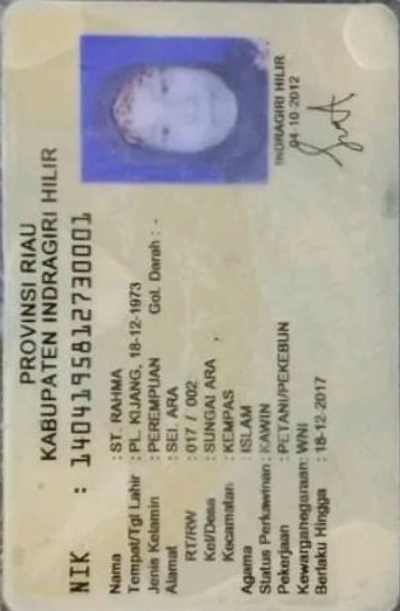 PROVINSI RIAU
KABUPATEN INDRAGIRI HILIR
NIK : 1404195812730001
Nama : ST. RAHMA
Tempat/Tgl Lahir : PL. KIJANG, 18-12-1973
Jenis Kelamin : PEREMPUAN Gol. Darah : -
Alamat : SEI. ARA
RT/RW : 017 / 002
Kel/Desa : SUNGAI ARA
Kecamatan : KEMPAS
Agama : ISLAM
Status Perkawinan : KAWIN
Pekerjaan : PETANI/PEKEBUN
Kewarganegaraan: WNI
Berlaku Hingga : 18-12-2017
INDRAGIRI HILIR
04-10-2012